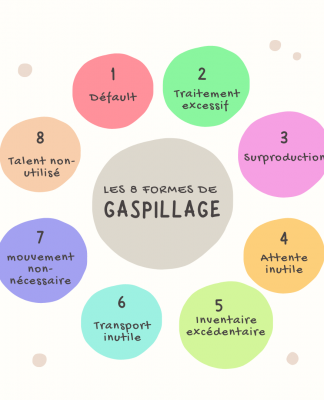 LES 8 FORMES DE
GASPILLAGE
1
Défault
2
Traitement
excessif
3
Surproduction
4
Attente
inutile
5
Inventaire
excédentaire
6
Transport
inutile
7
mouvement
non-
nécessaire
8
Talent non-
utilisé